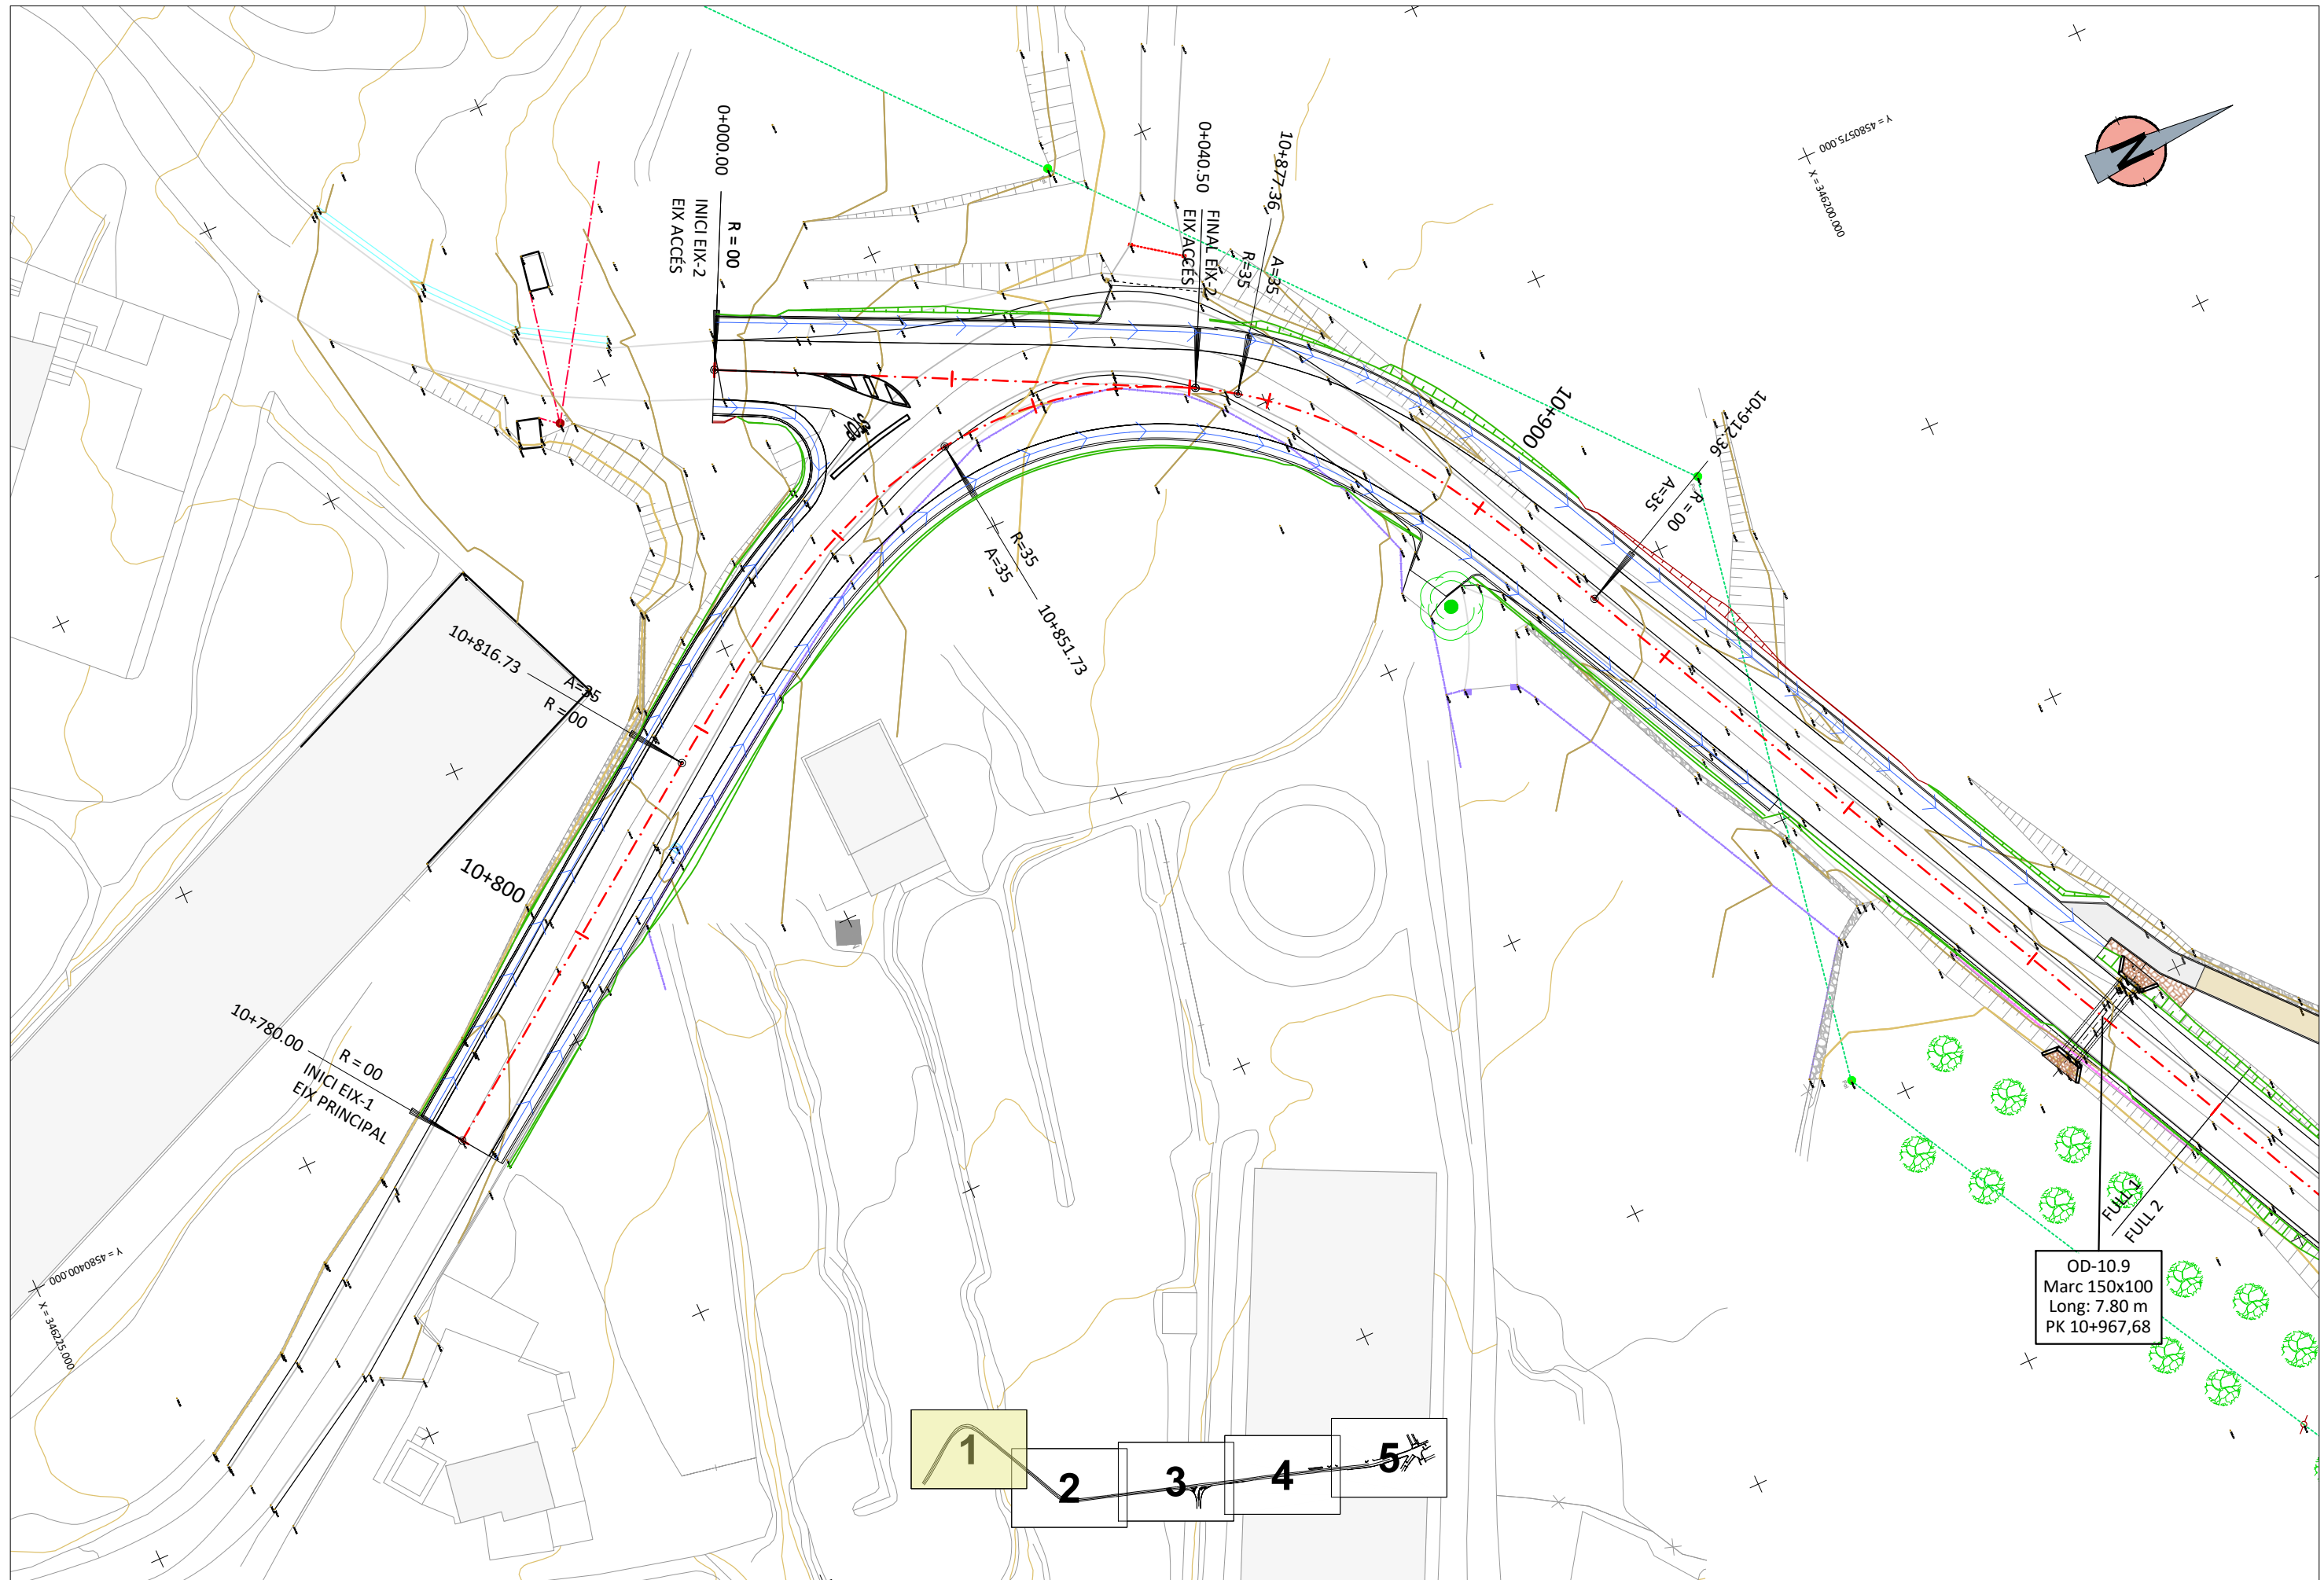 0+000.00
R = 00
INICI EIX-2
EIX ACCÉS
0+040.50
FINAL EIX-2
EIX ACCÉS
10+877.36
R=35
A=35
Y = 4580575.000
X = 346200.000
N
10+900
10+912.36
A=35
R = 00
STOP
R=35
A=35
10+851.73
10+816.73
A=35
R = 00
10+800
10+780.00
R = 00
INICI EIX-1
EIX PRINCIPAL
Y = 4580400.000
X = 346225.000
FULL 1
FULL 2
OD-10.9
Marc 150x100
Long: 7.80 m
PK 10+967,68
1
2
3
4
5